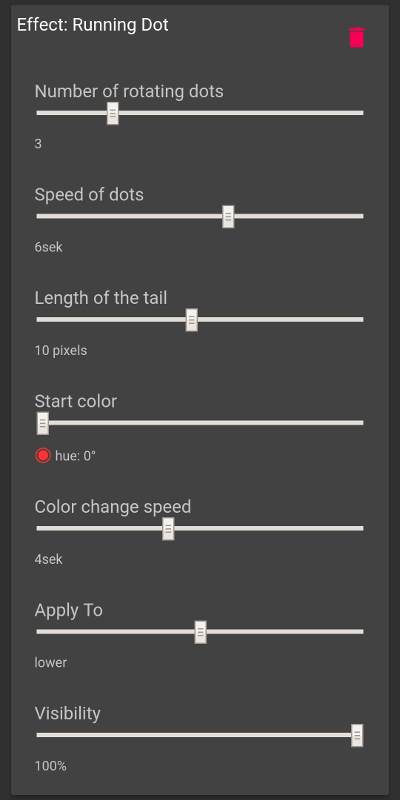 Effect: Running Dot
Number of rotating dots
3
Speed of dots
6sek
Length of the tail
10 pixels
Start color
hue: 0°
Color change speed
4sek
Apply To
lower
Visibility
100%